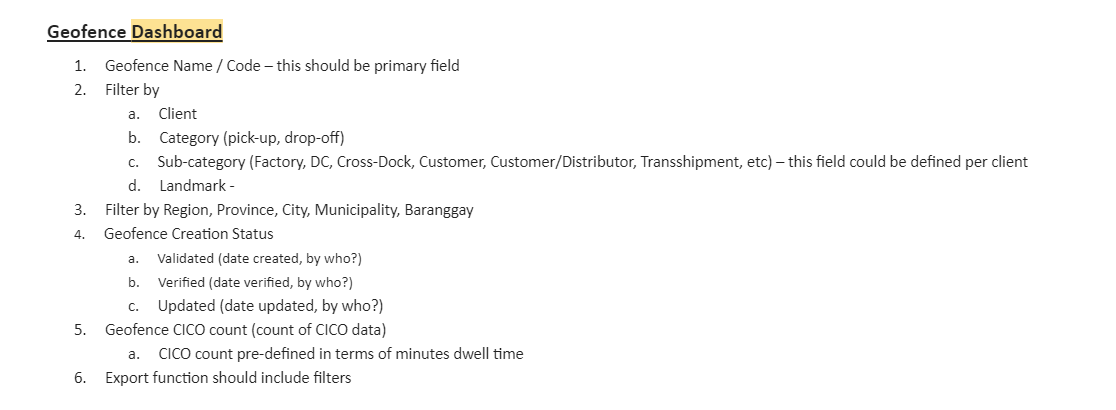 Geofence Dashboard
1. Geofence Name / Code – this should be primary field
2. Filter by
a. Client
b. Category (pick-up, drop-off)
c. Sub-category (Factory, DC, Cross-Dock, Customer, Customer/Distributor, Transshipment, etc) – this field could be defined per client
d. Landmark -
3. Filter by Region, Province, City, Municipality, Baranggay
4. Geofence Creation Status
a. Validated (date created, by who?)
b. Verified (date verified, by who?)
c. Updated (date updated, by who?)
5. Geofence CICO count (count of CICO data)
a. CICO count pre-defined in terms of minutes dwell time
6. Export function should include filters